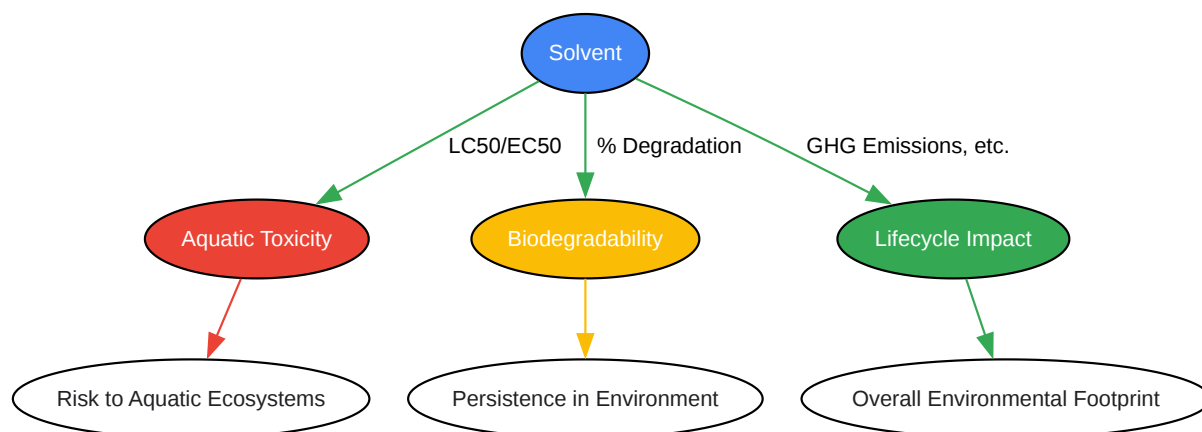 Solvent
LC50/EC50
% Degradation
GHG Emissions, etc.
Aquatic Toxicity
Biodegradability
Lifecycle Impact
Risk to Aquatic Ecosystems
Persistence in Environment
Overall Environmental Footprint